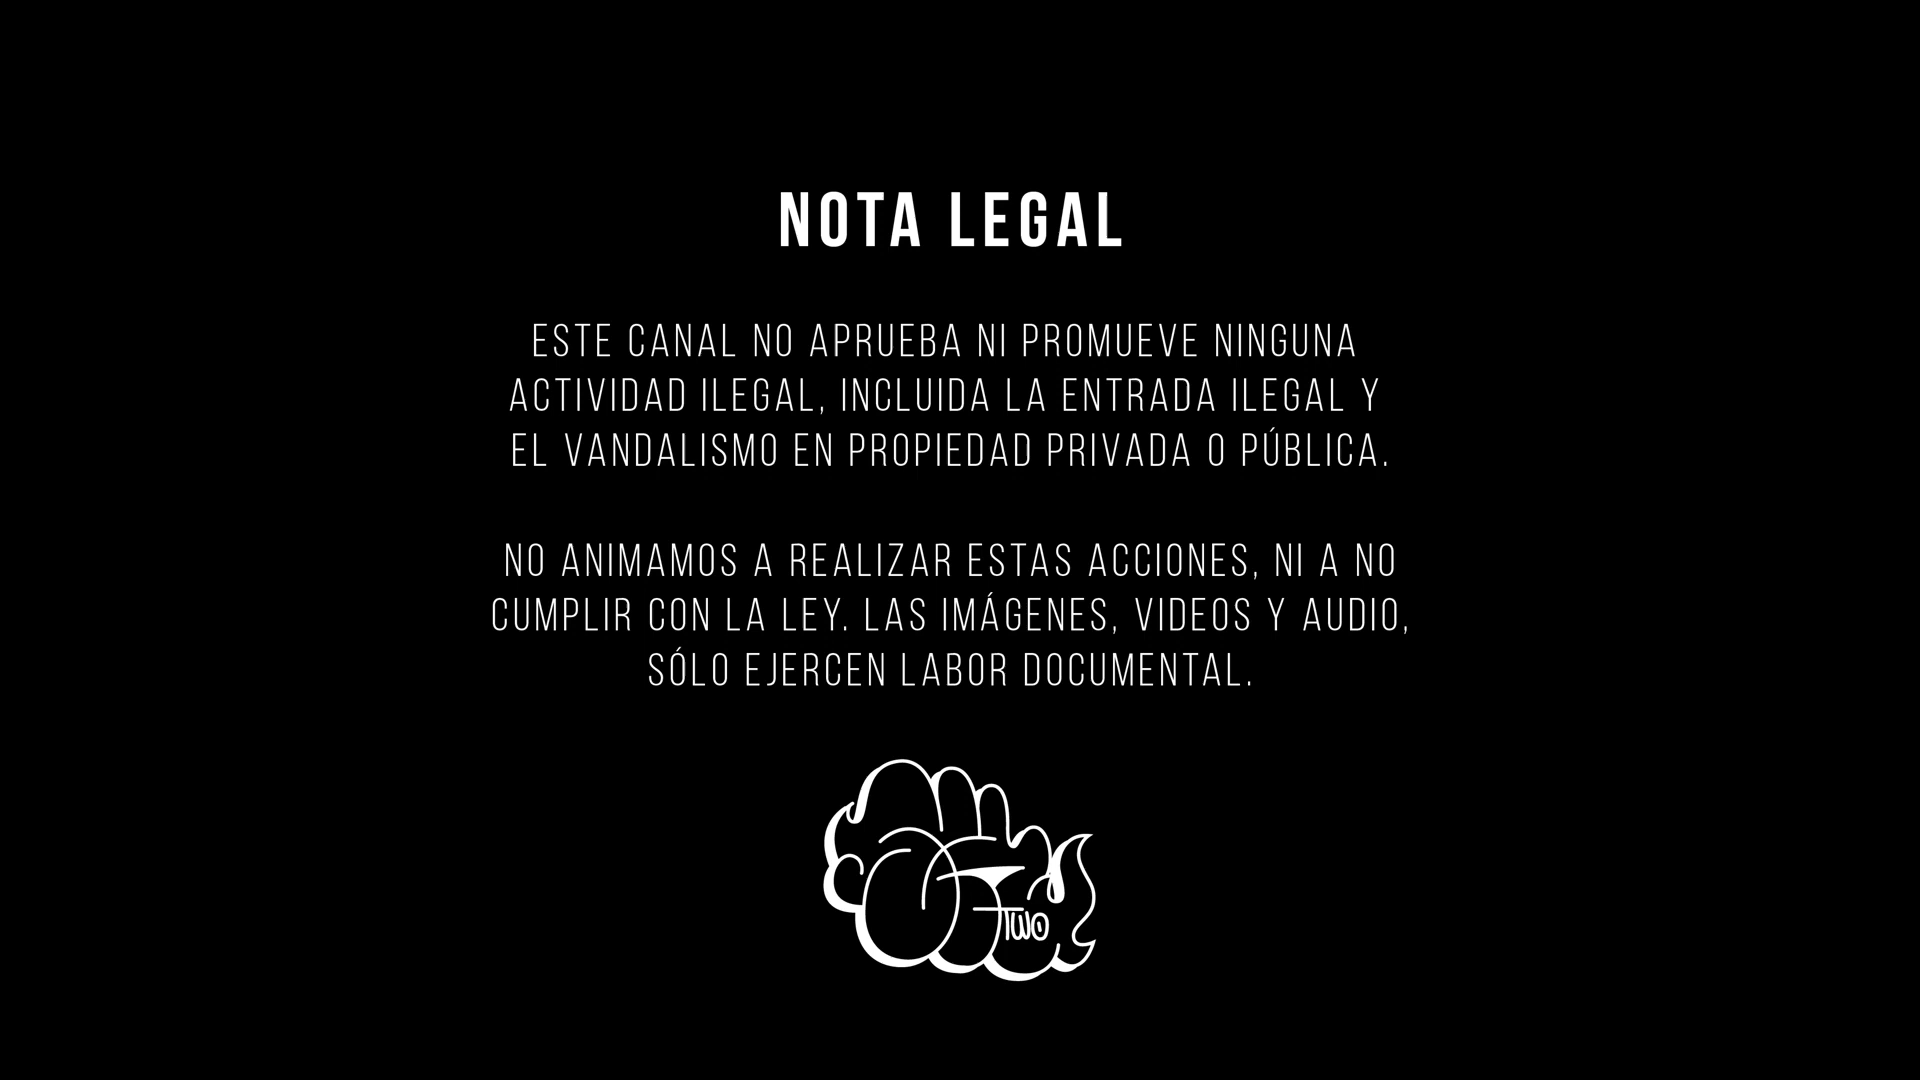 NOTA LEGAL
ESTE CANAL NO APRUEBA NI PROMUEVE NINGUNA
ACTIVIDAD ILEGAL, INCLUIDA LA ENTRADA ILEGAL Y
EL VANDALISMO EN PROPIEDAD PRIVADA O PÚBLICA.
NO ANIMAMOS A REALIZAR ESTAS ACCIONES, NI A NO
CUMPLIR CON LA LEY. LAS IMÁGENES, VIDEOS Y AUDIO,
SÓLO EJERCEN LABOR DOCUMENTAL.
TWO